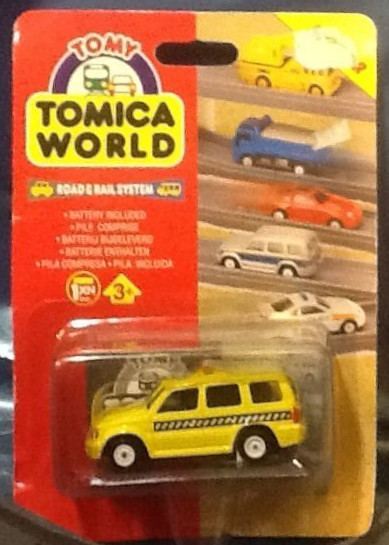 TOMY
TOMICA
WORLD
ROAD & RAIL SYSTEM
• BATTERY INCLUDED
• PILE COMPRISE
• BATTERIJ BIJGELEVERD
• BATTERIE ENTHALTEN
• PILA COMPRESA • PILA INCLUIDA
3+